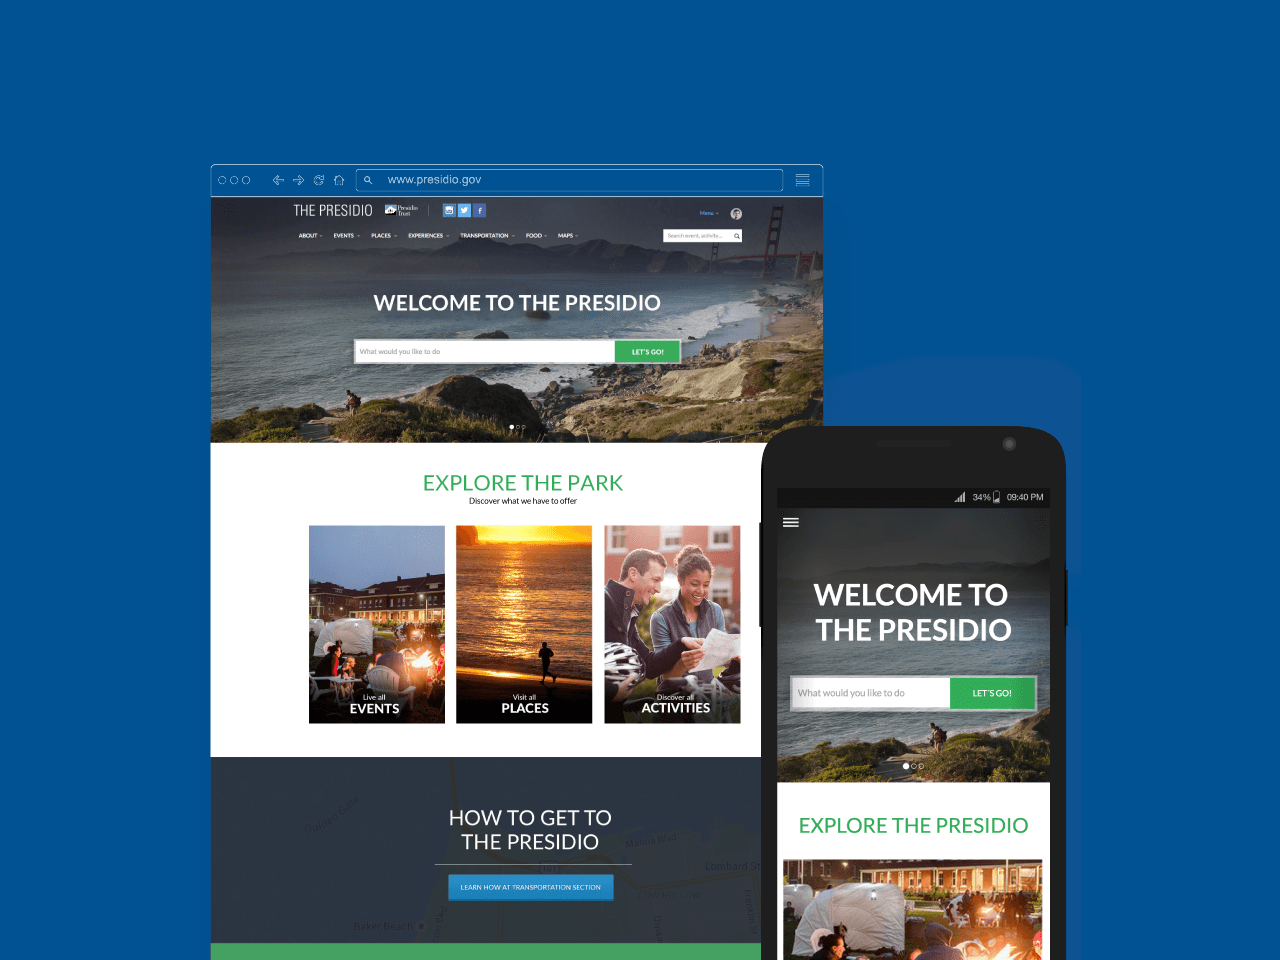 www.presidio.gov
THE PRESIDIO
Presidio
Trust
Menu
ABOUT
EVENTS
PLACES
EXPERIENCES
TRANSPORTATION
FOOD
MAPS
Search event, activite...
WELCOME TO THE PRESIDIO
What would you like to do
LET'S GO!
EXPLORE THE PARK
Discover what we have to offer
Live all
EVENTS
Visit all
PLACES
Discover all
ACTIVITIES
HOW TO GET TO
THE PRESIDIO
LEARN HOW AT TRANSPORTATION SECTION
Marina Blvd
Lombard St
Baker Beach
34%
09:40 PM
WELCOME TO
THE PRESIDIO
What would you like to do
LET'S GO!
EXPLORE THE PRESIDIO